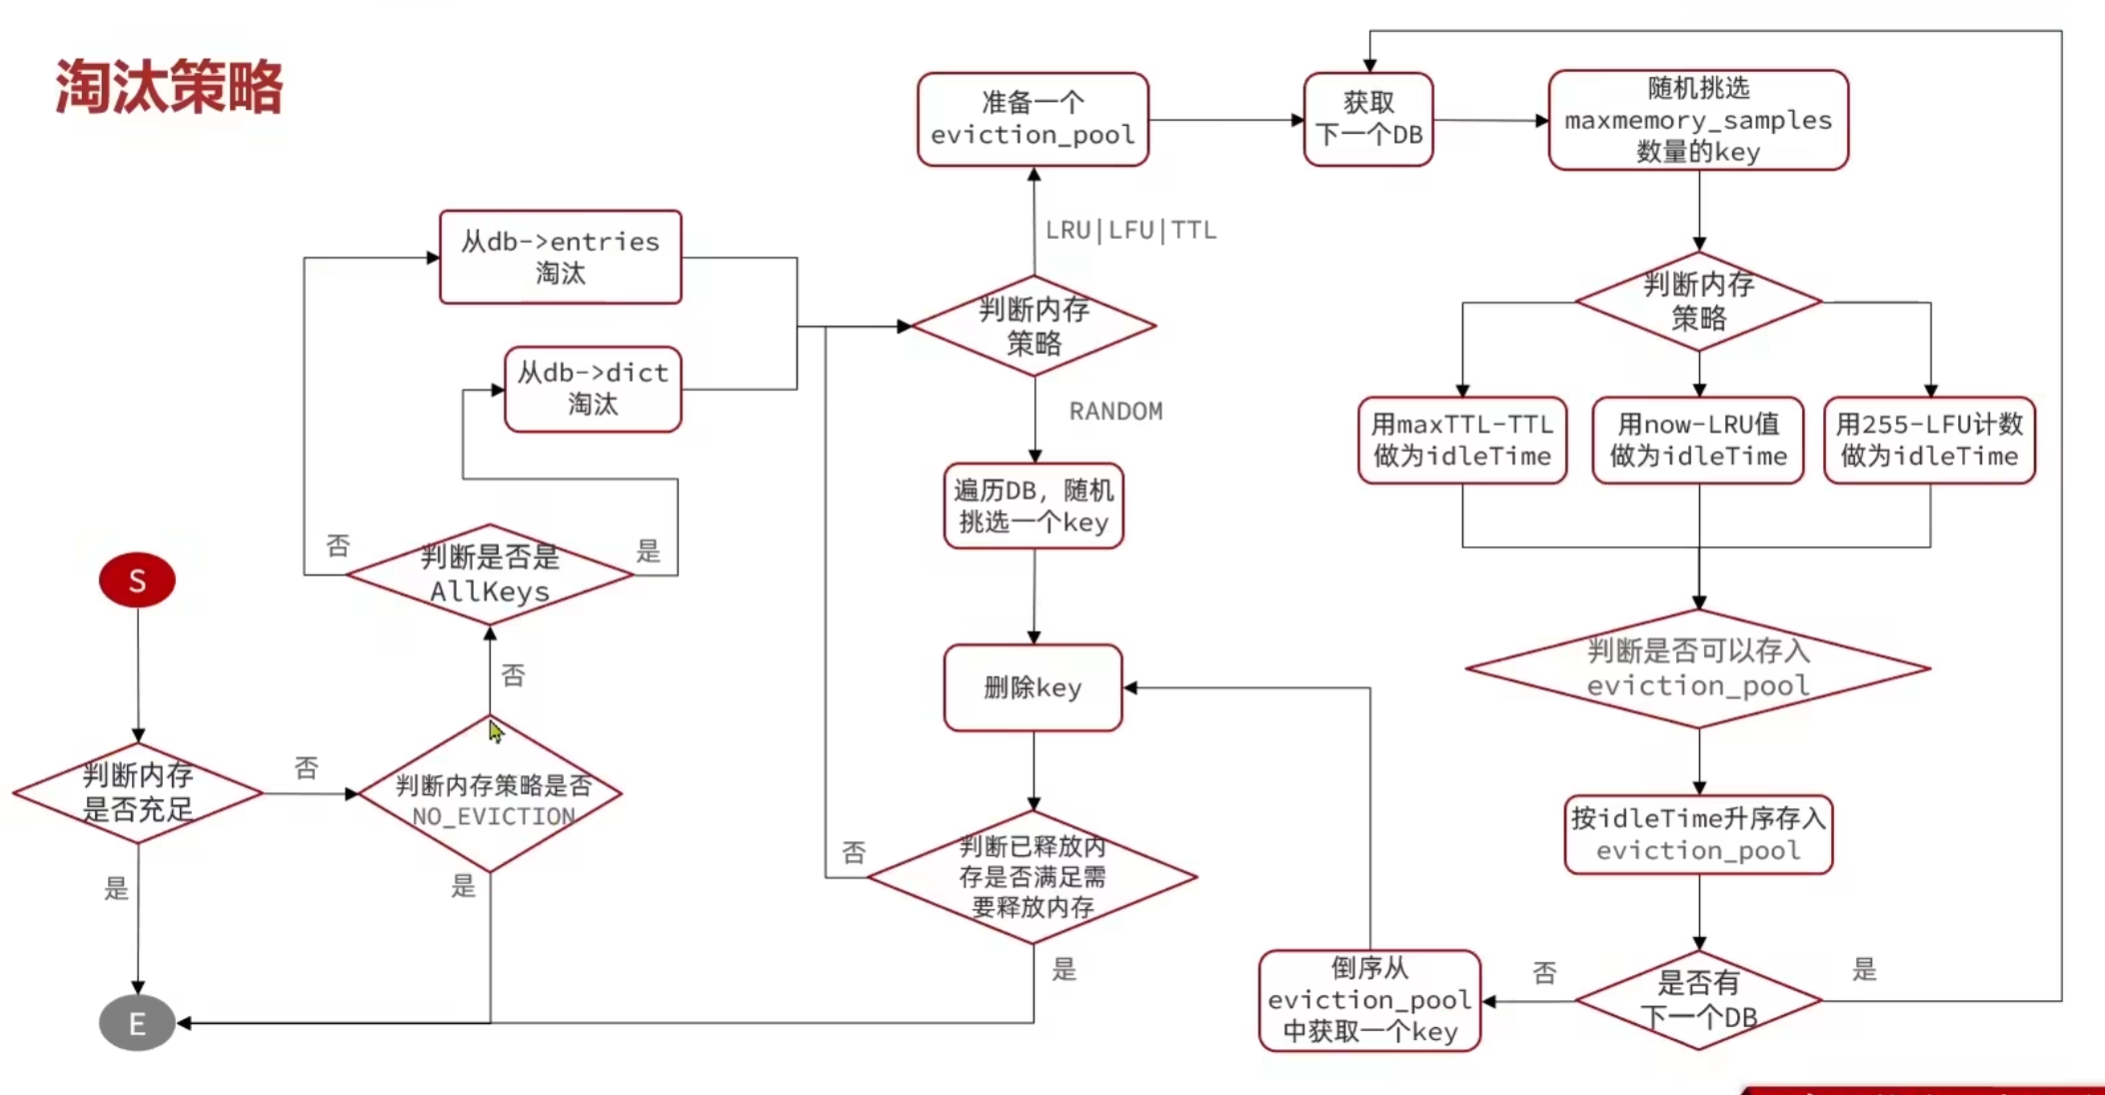 淘汰策略
S
判断内存
是否充足
是
E
否
判断内存策略是否
NO_EVICTION
是
否
判断是否是
AllKeys
否
是
从db->entries
淘汰
从db->dict
淘汰
判断内存
策略
LRU|LFU|TTL
RANDOM
准备一个
eviction_pool
获取
下一个DB
随机挑选
maxmemory_samples
数量的key
判断内存
策略
用maxTTL-TTL
做为idleTime
用now-LRU值
做为idleTime
用255-LFU计数
做为idleTime
判断是否可以存入
eviction_pool
按idleTime升序存入
eviction_pool
是否有
下一个DB
是
否
倒序从
eviction_pool
中获取一个key
遍历DB，随机
挑选一个key
删除key
判断已释放内
存是否满足需
要释放内存
否
是